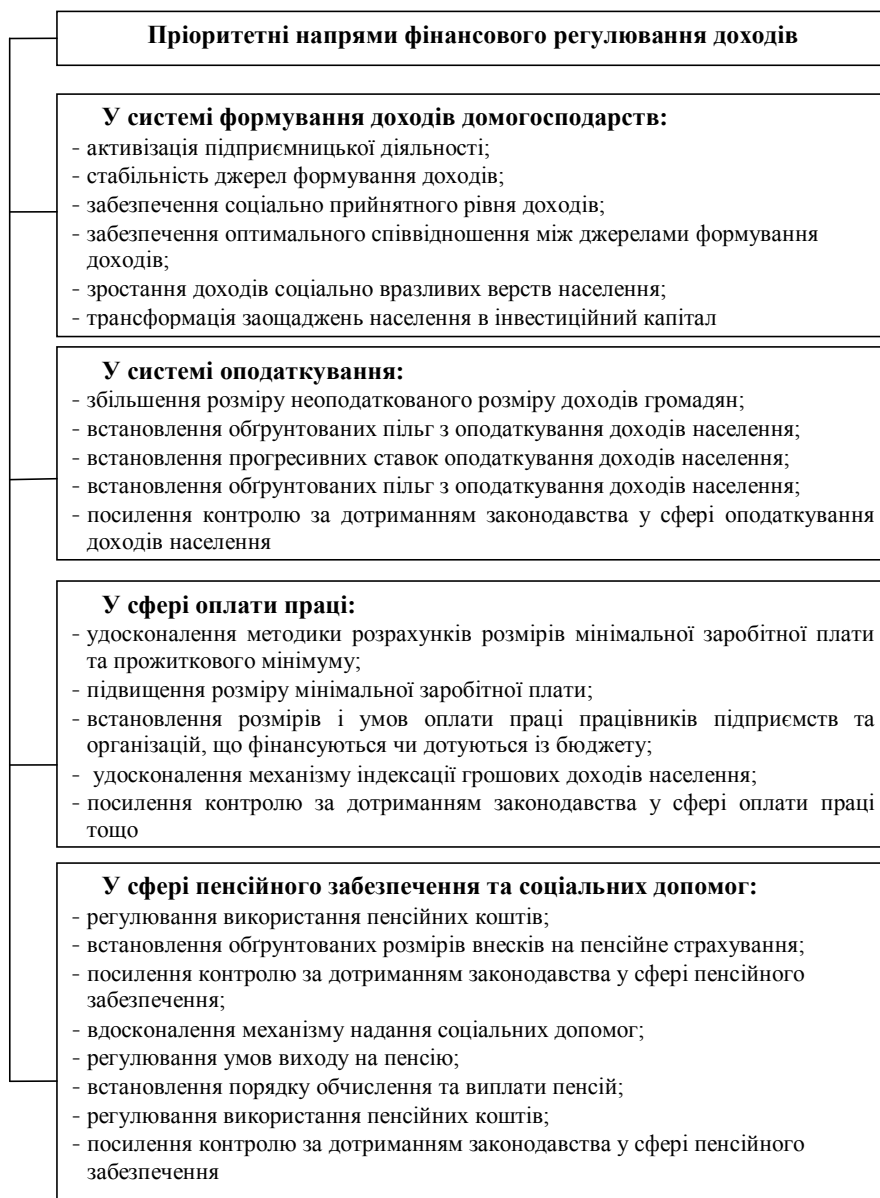 Пріоритетні напрями фінансового регулювання доходів
У системі формування доходів домогосподарств:
- активізація підприємницької діяльності;
- стабільність джерел формування доходів;
- забезпечення соціально прийнятного рівня доходів;
- забезпечення оптимального співвідношення між джерелами формування
доходів;
- зростання доходів соціально вразливих верств населення;
- трансформація заощаджень населення в інвестиційний капітал
У системі оподаткування:
- збільшення розміру неоподаткованого розміру доходів громадян;
- встановлення обґрунтованих пільг з оподаткування доходів населення;
- встановлення прогресивних ставок оподаткування доходів населення;
- встановлення обґрунтованих пільг з оподаткування доходів населення;
- посилення контролю за дотриманням законодавства у сфері оподаткування
доходів населення
У сфері оплати праці:
- удосконалення методики розрахунків розмірів мінімальної заробітної плати
та прожиткового мінімуму;
- підвищення розміру мінімальної заробітної плати;
- встановлення розмірів і умов оплати праці працівників підприємств та
організацій, що фінансуються чи дотуються із бюджету;
- удосконалення механізму індексації грошових доходів населення;
- посилення контролю за дотриманням законодавства у сфері оплати праці
тощо
У сфері пенсійного забезпечення та соціальних допомог:
- регулювання використання пенсійних коштів;
- встановлення обґрунтованих розмірів внесків на пенсійне страхування;
- посилення контролю за дотриманням законодавства у сфері пенсійного
забезпечення;
- вдосконалення механізму надання соціальних допомог;
- регулювання умов виходу на пенсію;
- встановлення порядку обчислення та виплати пенсій;
- регулювання використання пенсійних коштів;
- посилення контролю за дотриманням законодавства у сфері пенсійного
забезпечення